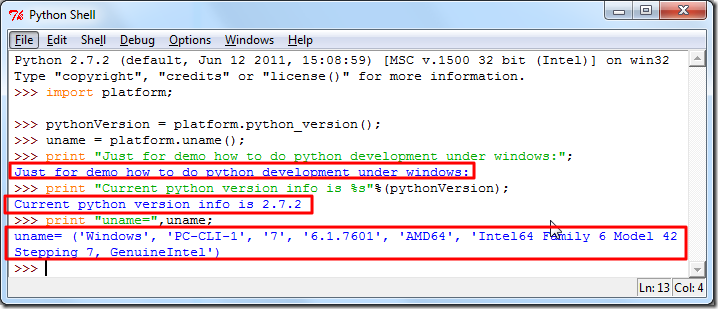 Python Shell
File Edit Shell Debug Options Windows Help
Python 2.7.2 (default, Jun 12 2011, 15:08:59) [MSC v.1500 32 bit (Intel)] on win32
Type "copyright", "credits" or "license()" for more information.
>>> import platform;
>>> pythonVersion = platform.python_version();
>>> uname = platform.uname();
>>> print "Just for demo how to do python development under windows:";
Just for demo how to do python development under windows:
>>> print "Current python version info is %s"%(pythonVersion);
Current python version info is 2.7.2
>>> print "uname=",uname;
uname= ('Windows', 'PC-CLI-1', '7', '6.1.7601', 'AMD64', 'Intel64 Family 6 Model 42
Stepping 7, GenuineIntel')
>>>
Ln: 13 Col: 4